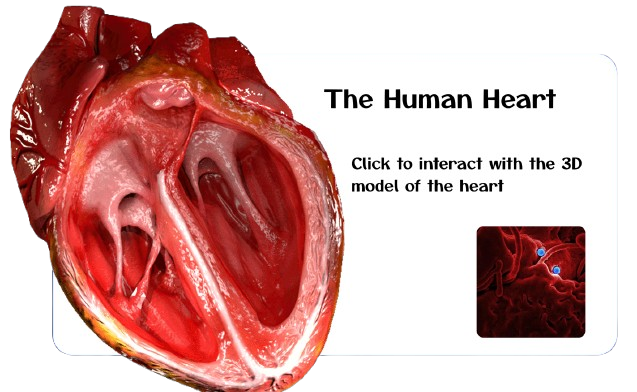 The Human Heart
Click to interact with the 3D
model of the heart